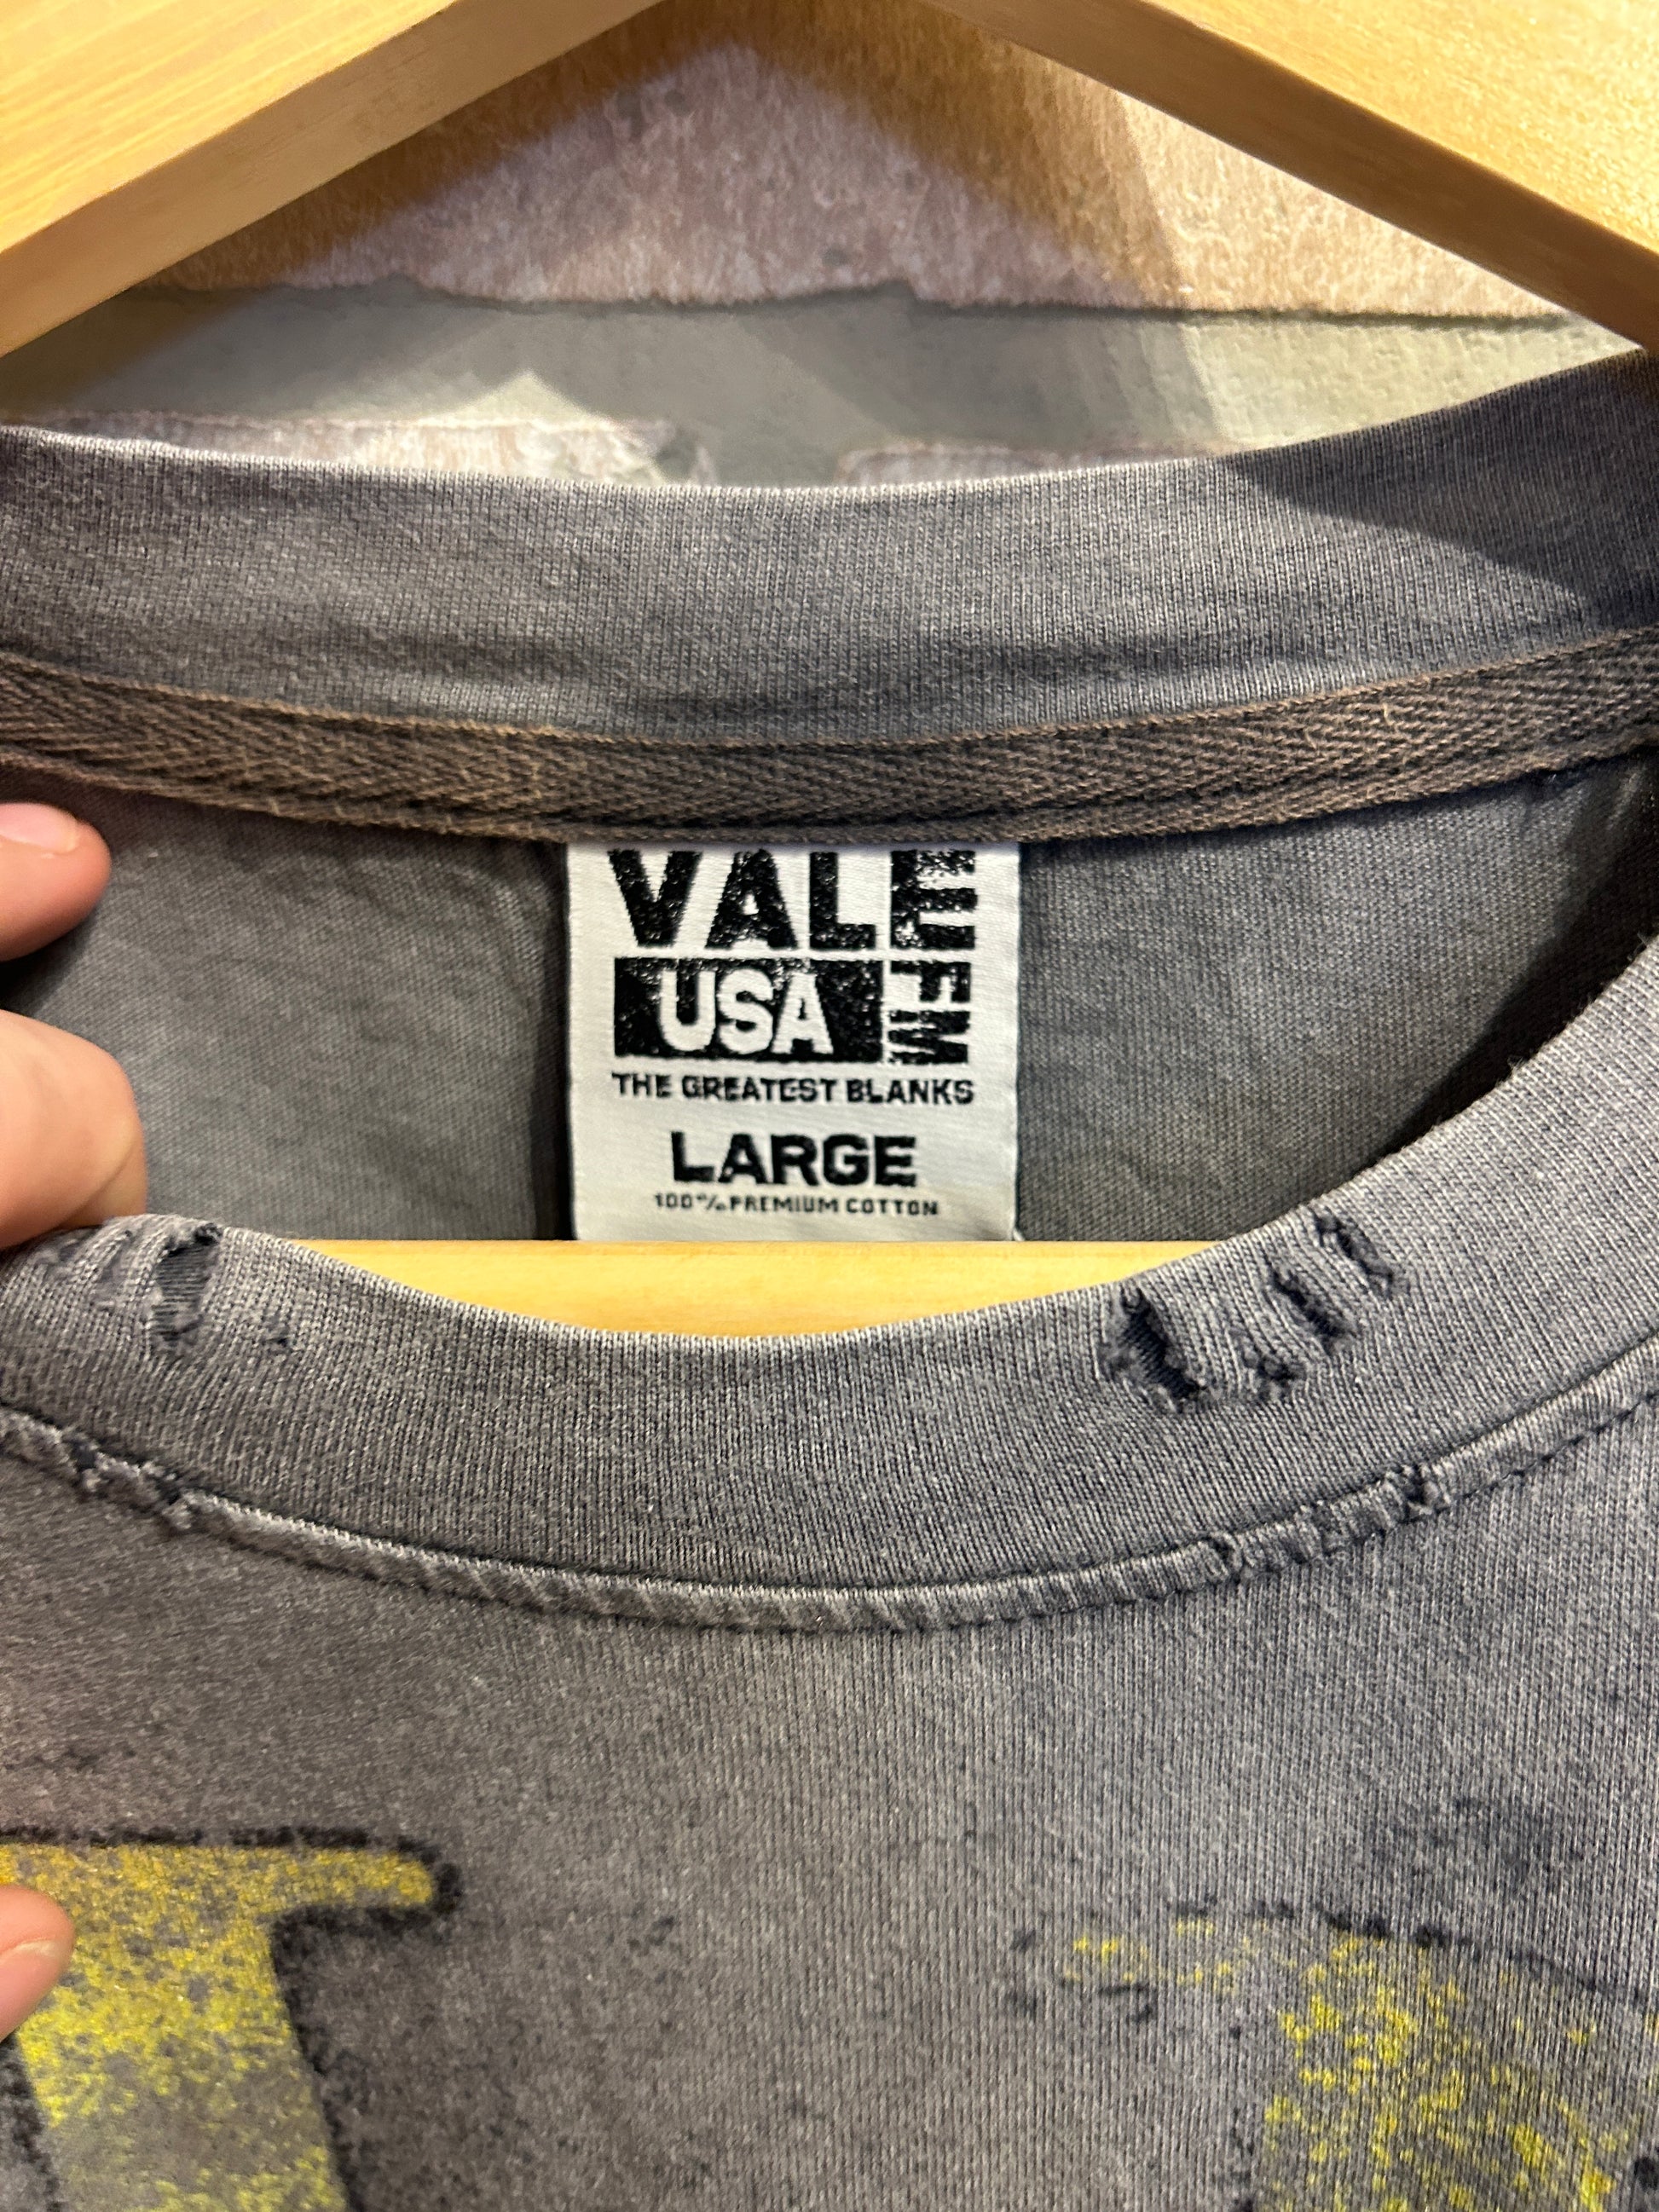 VALE
USA
FM
THE GREATEST BLANKS
LARGE
100% PREMIUM COTTON